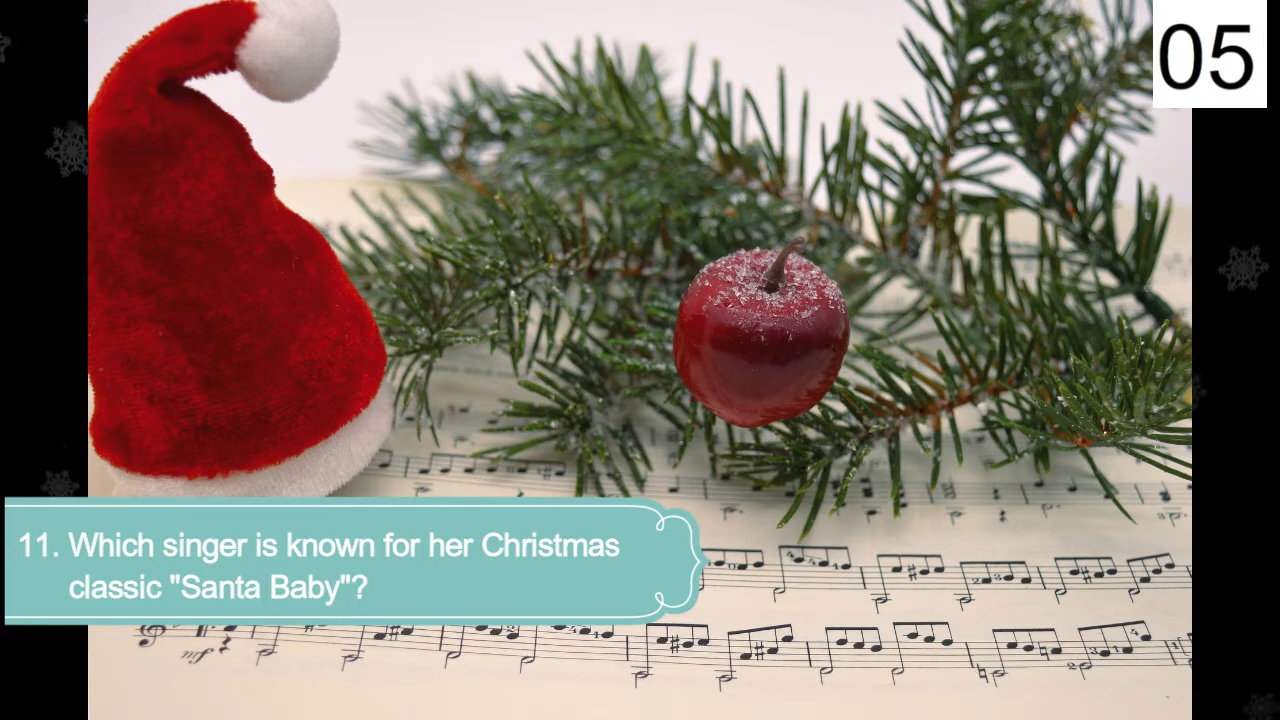 05
11. Which singer is known for her Christmas
classic "Santa Baby"?